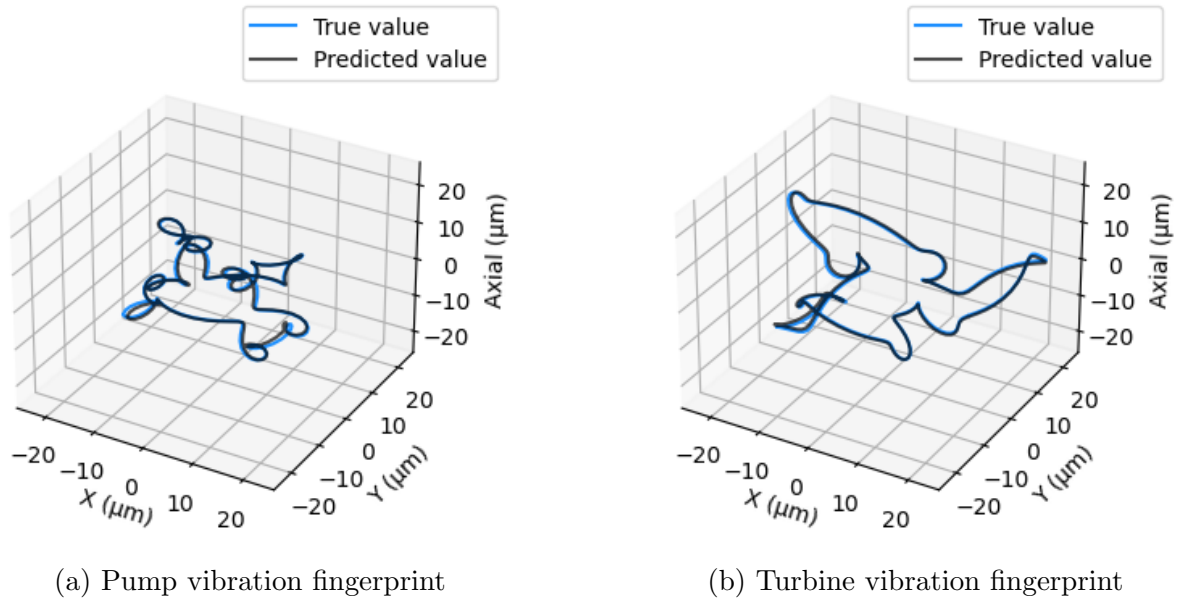 True value
Predicted value
20
10
0
−10
−20
Axial (μm)
−20
−10
0
10
20
X (μm)
−20
−10
0
10
20
Y (μm)
(a) Pump vibration fingerprint
True value
Predicted value
20
10
0
−10
−20
Axial (μm)
−20
−10
0
10
20
X (μm)
−20
−10
0
10
20
Y (μm)
(b) Turbine vibration fingerprint